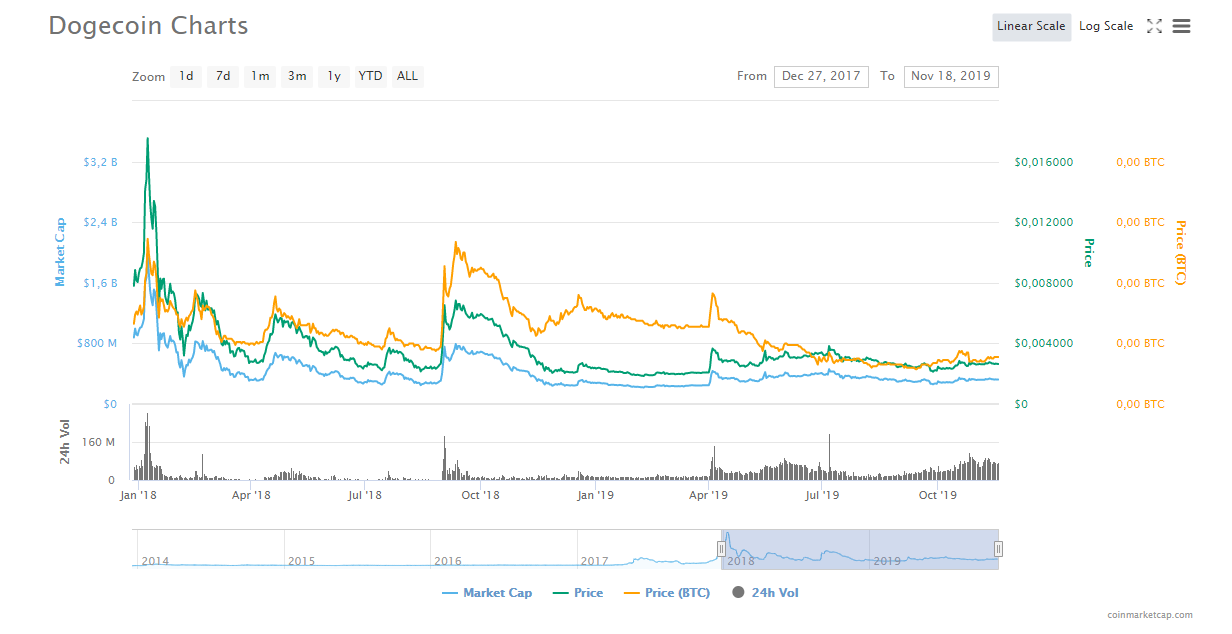 Dogecoin Charts
Linear Scale Log Scale
Zoom 1d 7d 1m 3m 1y YTD ALL
From Dec 27, 2017 To Nov 18, 2019
$3,2 B $0,016000 0,00 BTC
$2,4 B $0,012000 0,00 BTC
Market Cap Price Price (BTC)
$1,6 B $0,008000 0,00 BTC
$800 M $0,004000 0,00 BTC
$0 $0 0,00 BTC
24h Vol
160 M
0
Jan '18 Apr '18 Jul '18 Oct '18 Jan '19 Apr '19 Jul '19 Oct '19
2014 2015 2016 2017 2018 2019
Market Cap Price Price (BTC) 24h Vol
coinmarketcap.com